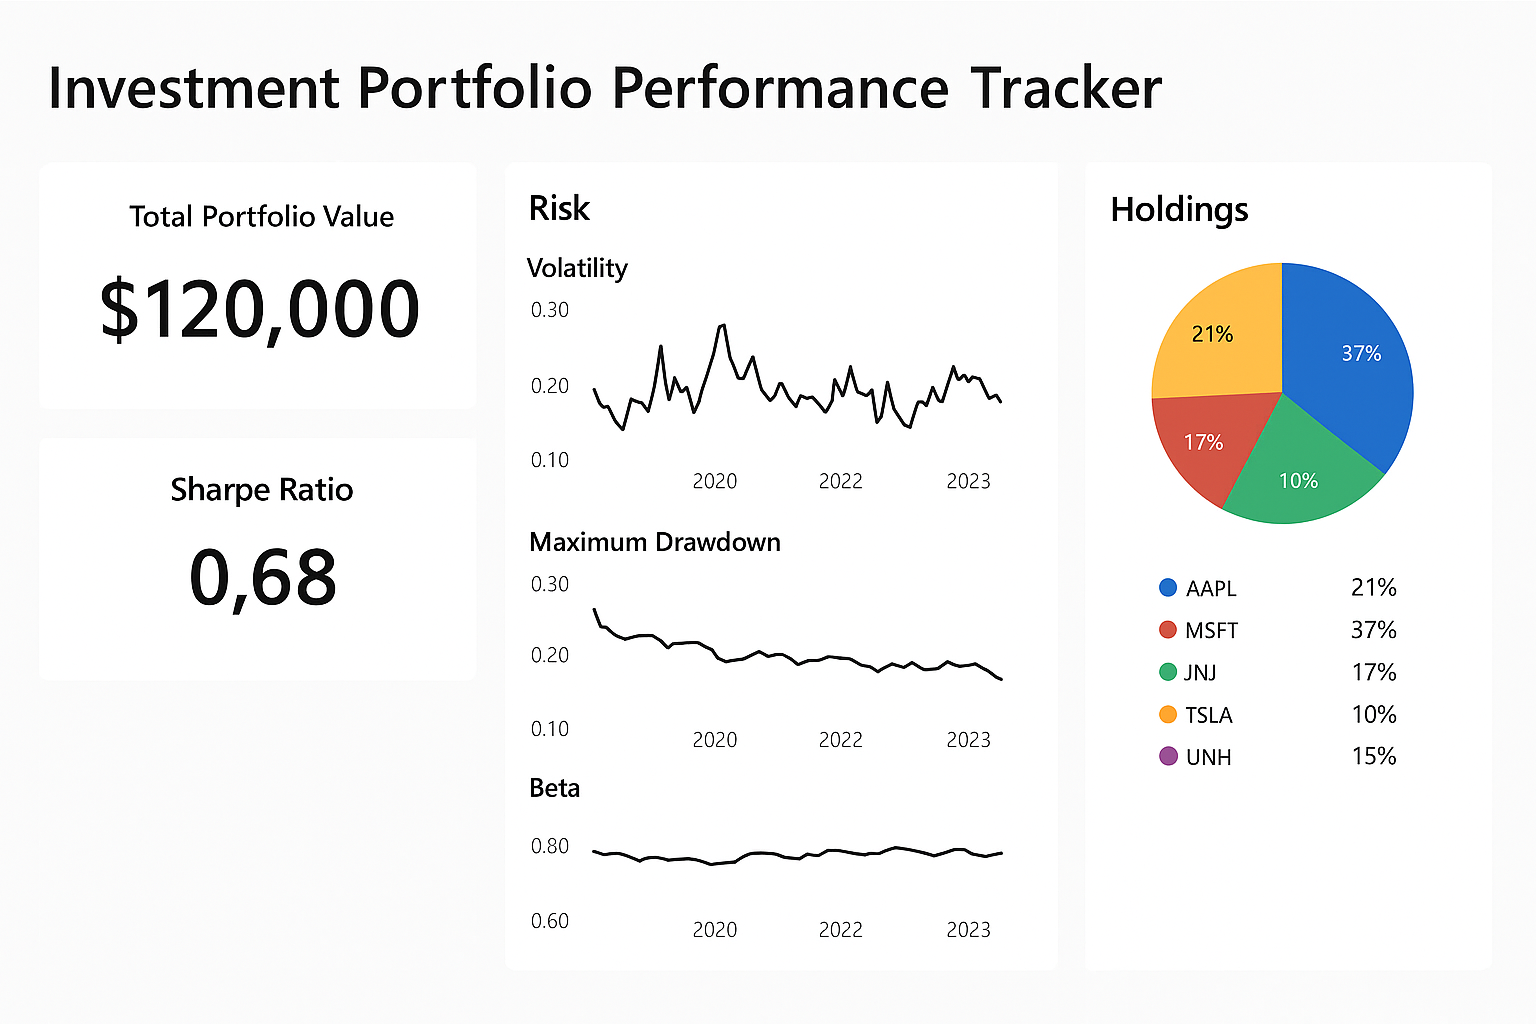 Investment Portfolio Performance Tracker
Total Portfolio Value
$120,000
Sharpe Ratio
0,68
Risk
Volatility
0.30
0.20
0.10
2020 2022 2023
Maximum Drawdown
0.30
0.20
0.10
2020 2022 2023
Beta
0.80
0.60
2020 2022 2023
Holdings
21%
37%
17%
10%
AAPL 21%
MSFT 37%
JNJ 17%
TSLA 10%
UNH 15%